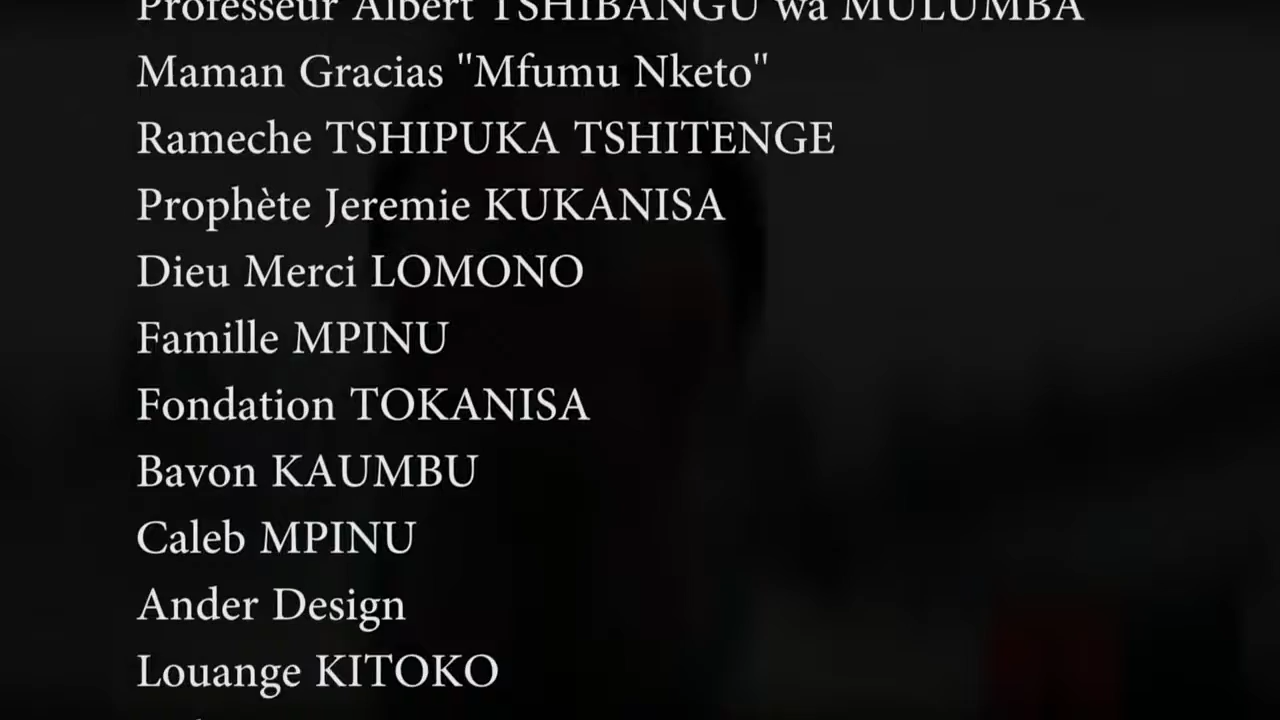 Professeur Albert TSHIBANGU wa MULUMBA
Maman Gracias "Mfumu Nketo"
Rameche TSHIPUKA TSHITENGE
Prophète Jeremie KUKANISA
Dieu Merci LOMONO
Famille MPINU
Fondation TOKANISA
Bavon KAUMBU
Caleb MPINU
Ander Design
Louange KITOKO